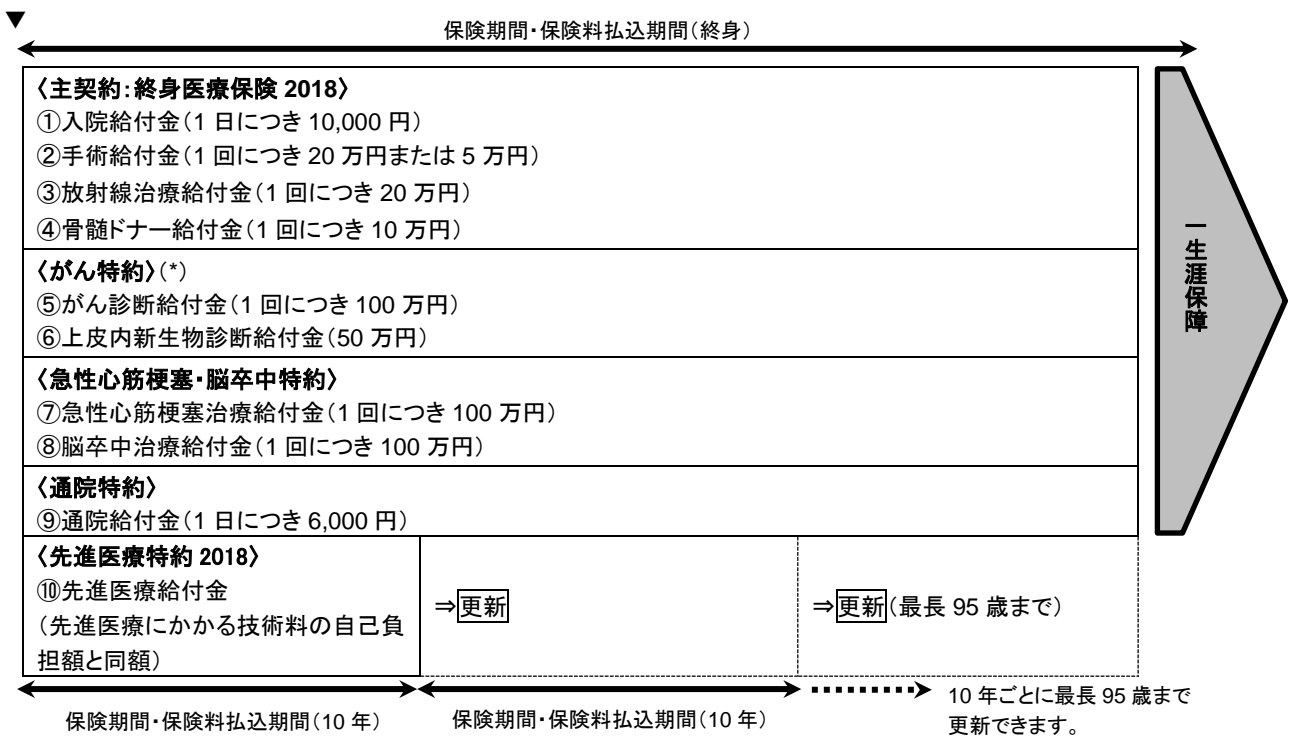 ▼
保険期間・保険料払込期間(終身)
〈主契約:終身医療保険 2018〉
①入院給付金(1 日につき 10,000 円)
②手術給付金(1 回につき 20 万円または 5 万円)
③放射線治療給付金(1 回につき 20 万円)
④骨髄ドナー給付金(1 回につき 10 万円)
〈がん特約〉(*)
⑤がん診断給付金(1 回につき 100 万円)
⑥上皮内新生物診断給付金(50 万円)
〈急性心筋梗塞・脳卒中特約〉
⑦急性心筋梗塞治療給付金(1 回につき 100 万円)
⑧脳卒中治療給付金(1 回につき 100 万円)
〈通院特約〉
⑨通院給付金(1 日につき 6,000 円)
一生涯保障
〈先進医療特約 2018〉
⑩先進医療給付金
(先進医療にかかる技術料の自己負
担額と同額)
⇒更新
⇒更新(最長 95 歳まで)
保険期間・保険料払込期間(10 年)
保険期間・保険料払込期間(10 年)
10 年ごとに最長 95 歳まで
更新できます。